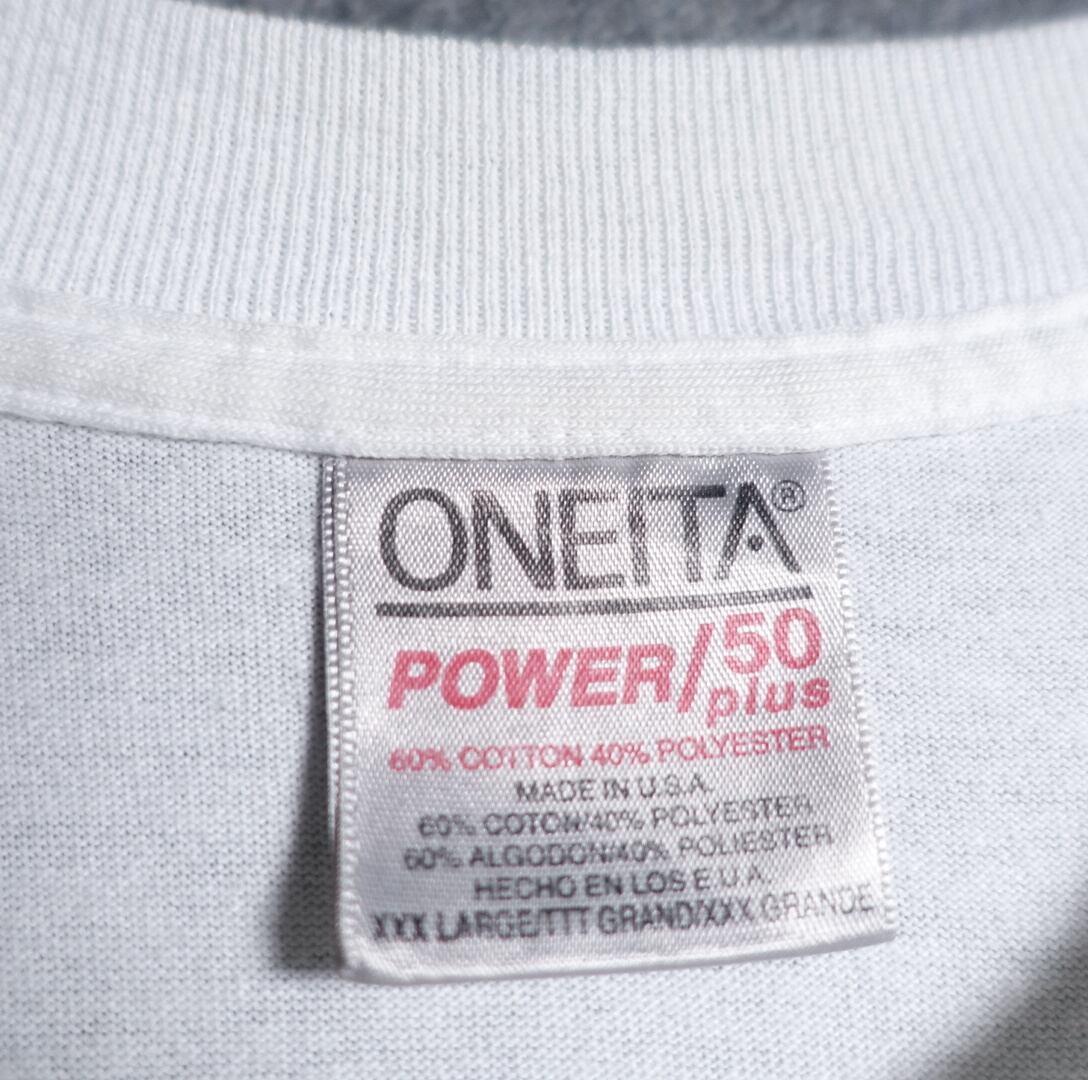 ONEITA®
POWER/50 plus
60% COTTON 40% POLYESTER
MADE IN U.S.A.
60% COTON/40% POLYESTER
60% ALGODON/40% POLIESTER
HECHO EN LOS E.U.A.
XXX LARGE/TTT GRAND/XXX GRANDE